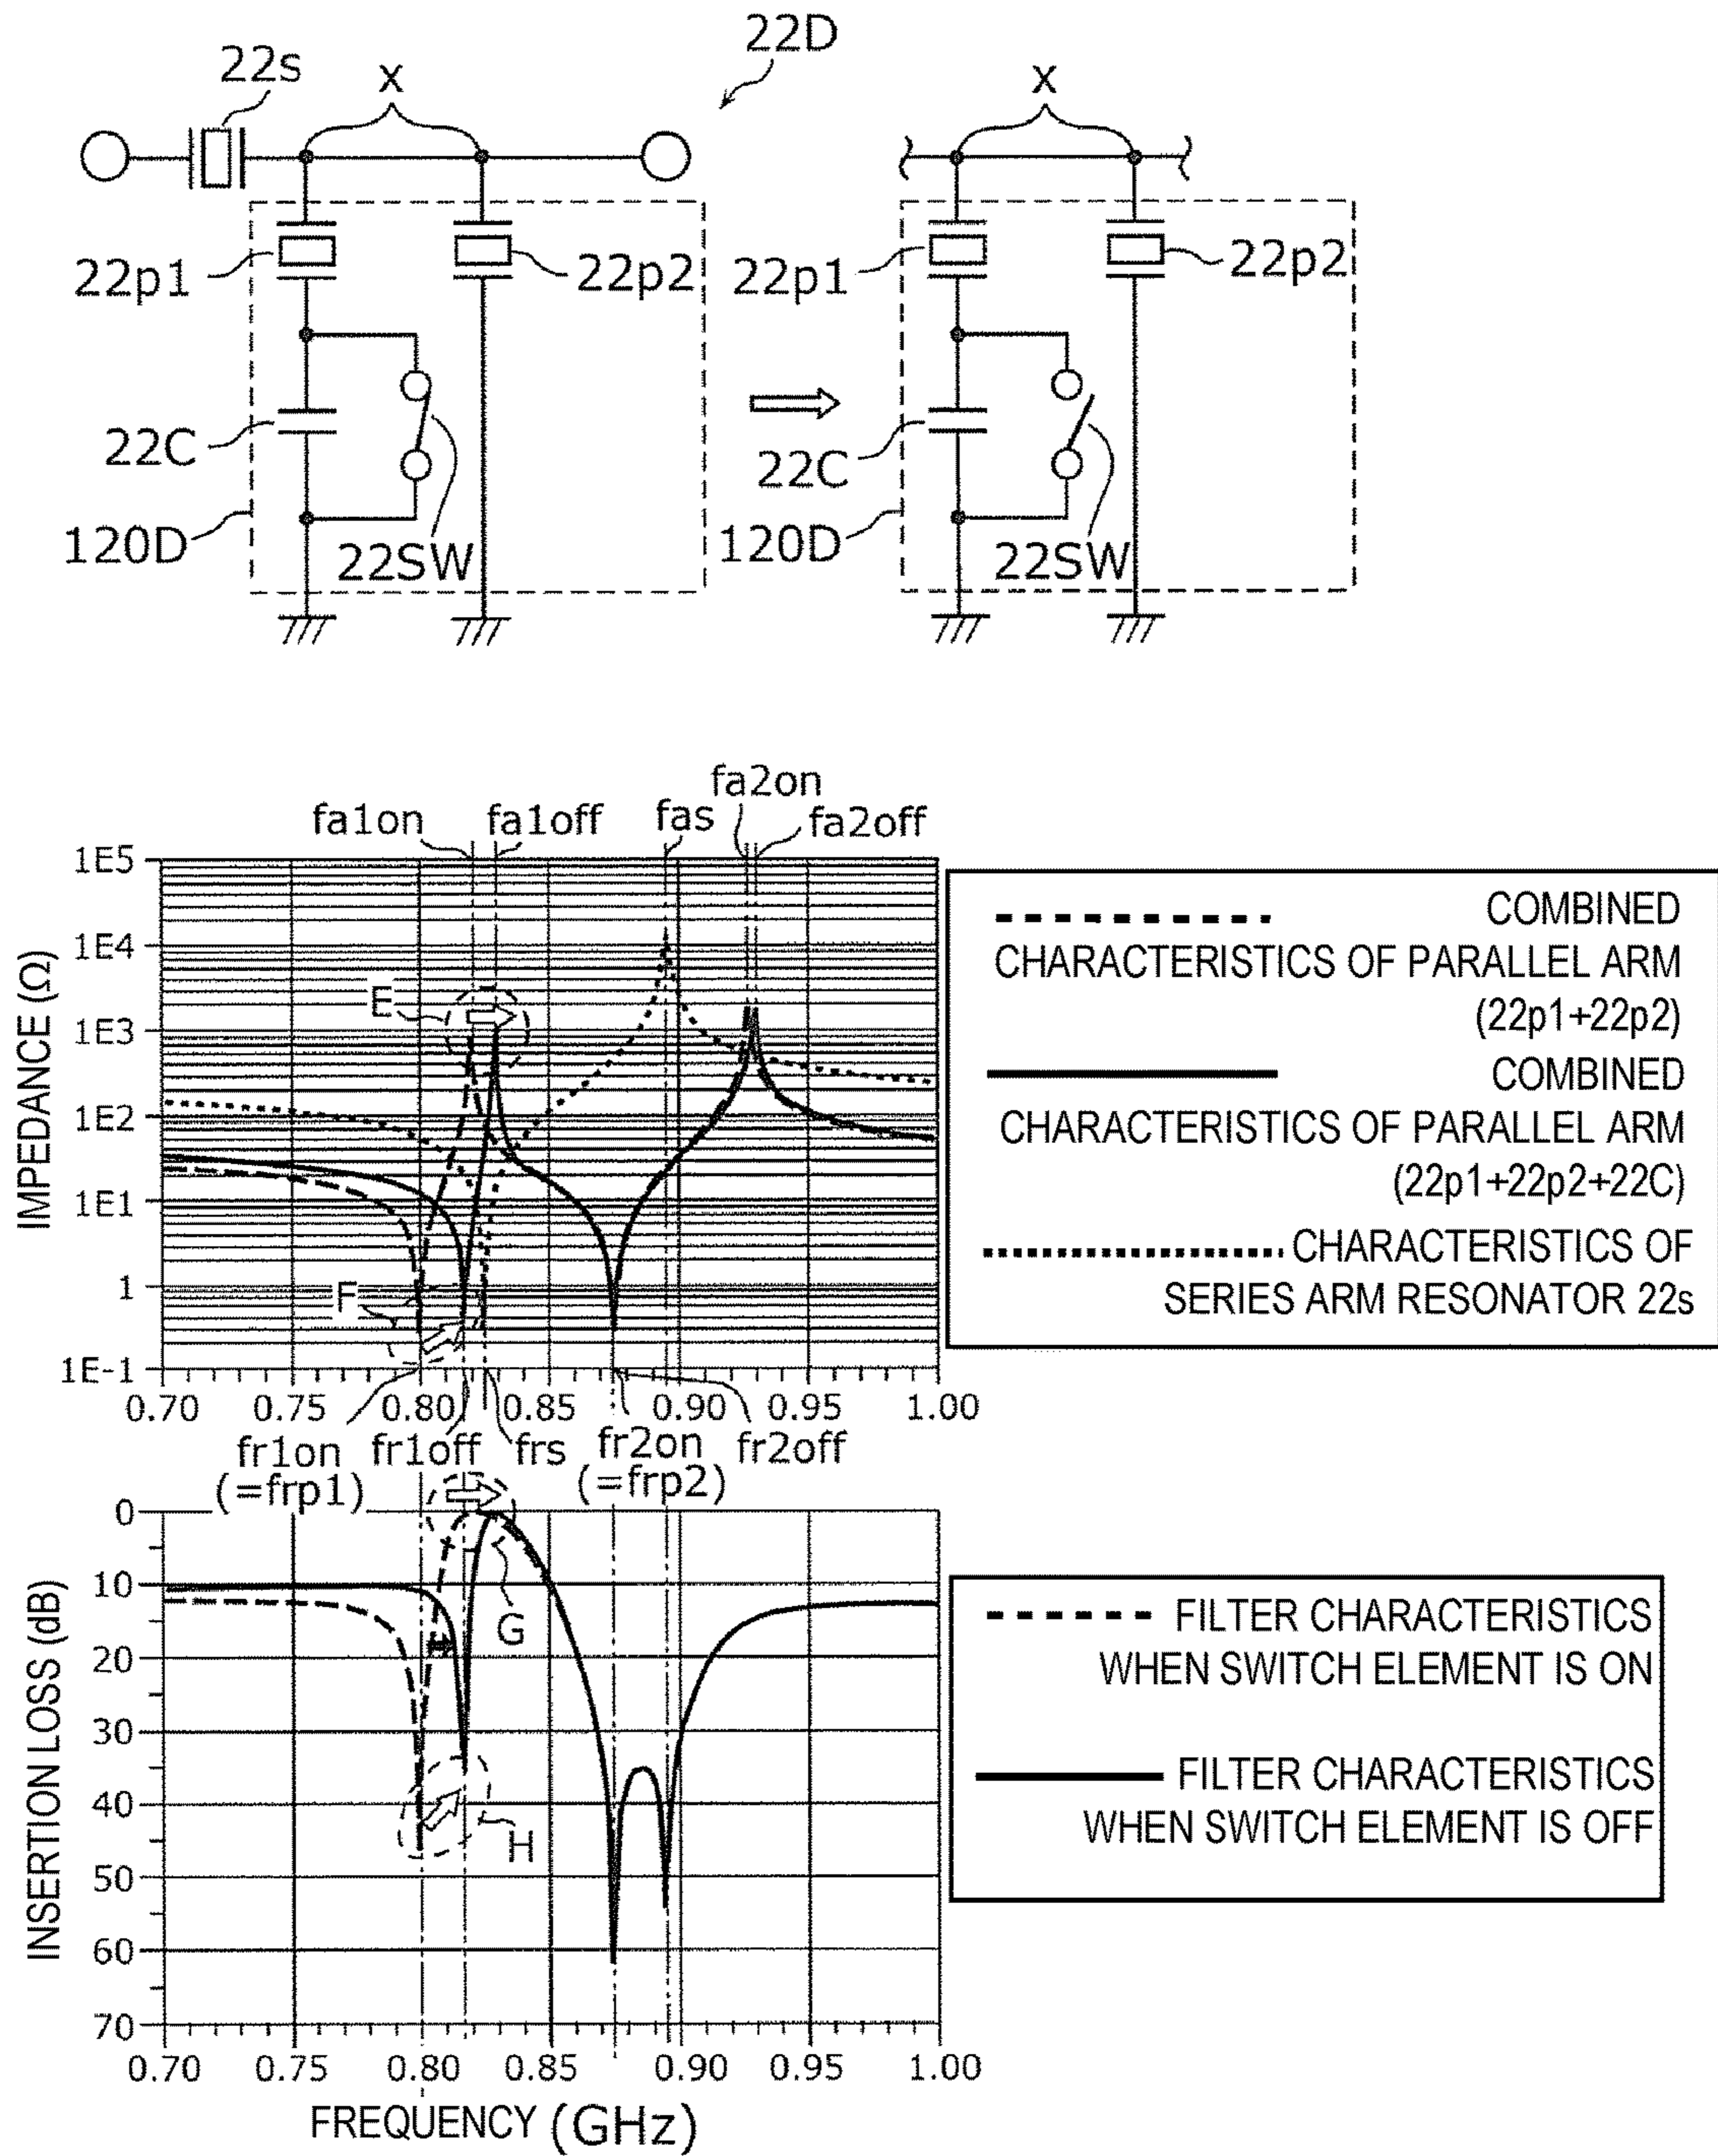 22D
22s
X
X
22p1
22p2
22p1
22p2
22C
22C
120D
22SW
120D
22SW
fa1on
fa1off
fas
fa2on
fa2off
IMPEDANCE (Ω)
1E5
1E4
1E3
1E2
1E1
1
1E-1
E
F
0.70
0.75
0.80
0.85
0.90
0.95
1.00
fr1on
(=frp1)
fr1off
frs
fr2on
(=frp2)
fr2off
COMBINED
CHARACTERISTICS OF PARALLEL ARM
(22p1+22p2)
COMBINED
CHARACTERISTICS OF PARALLEL ARM
(22p1+22p2+22C)
CHARACTERISTICS OF
SERIES ARM RESONATOR 22s
INSERTION LOSS (dB)
0
10
20
30
40
50
60
70
G
H
0.70
0.75
0.80
0.85
0.90
0.95
1.00
FREQUENCY (GHz)
FILTER CHARACTERISTICS
WHEN SWITCH ELEMENT IS ON
FILTER CHARACTERISTICS
WHEN SWITCH ELEMENT IS OFF